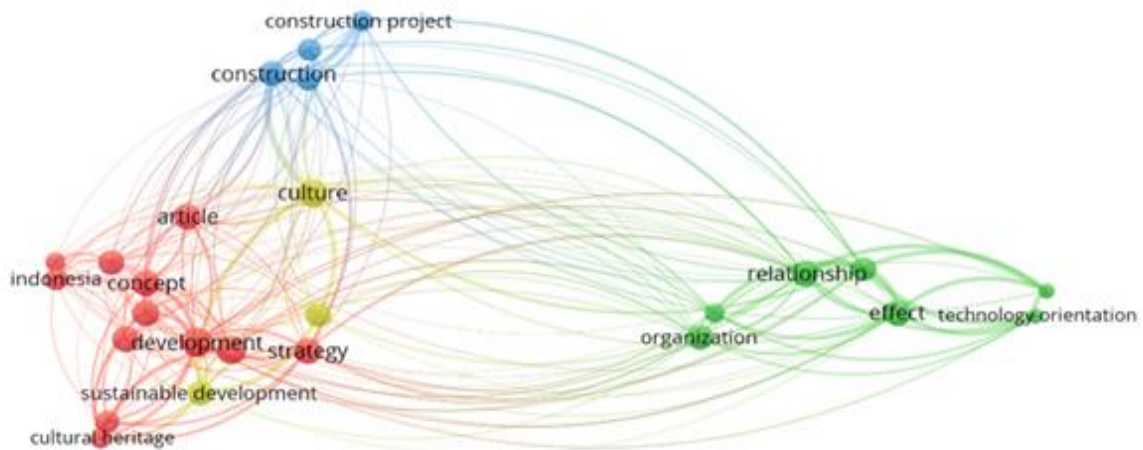 construction project
construction
culture
article
indonesia
concept
relationship
effect
technology orientation
organization
development
strategy
sustainable development
cultural heritage